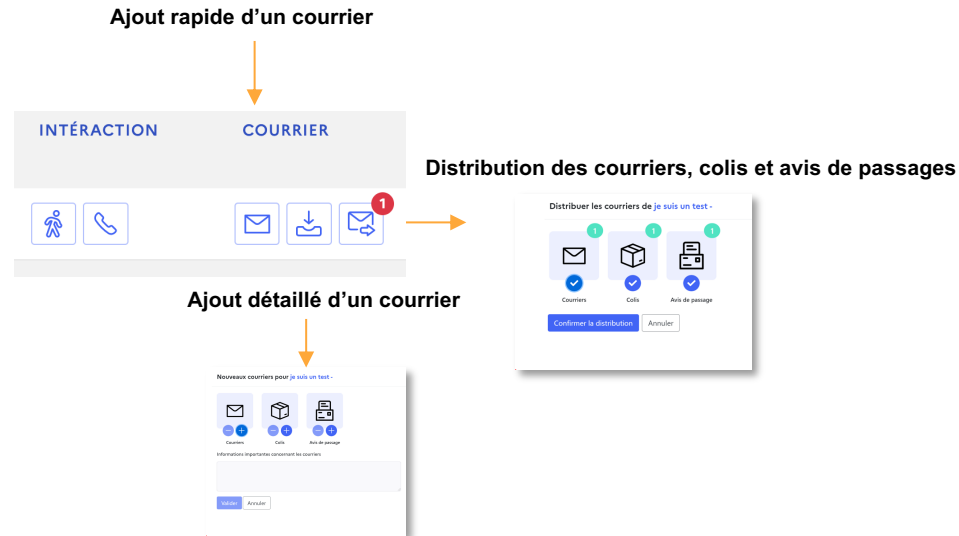 Ajout rapide d’un courrier
INTÉRACTION COURRIER
1
Distribution des courriers, colis et avis de passages
Distribuer les courriers de je suis un test -
1 1 1
Courriers Colis Avis de passage
Confirmer la distribution Annuler
Ajout détaillé d’un courrier
Nouveaux courriers pour je suis un test -
Courriers Colis Avis de passage
Informations importantes concernant les courriers
Valider Annuler